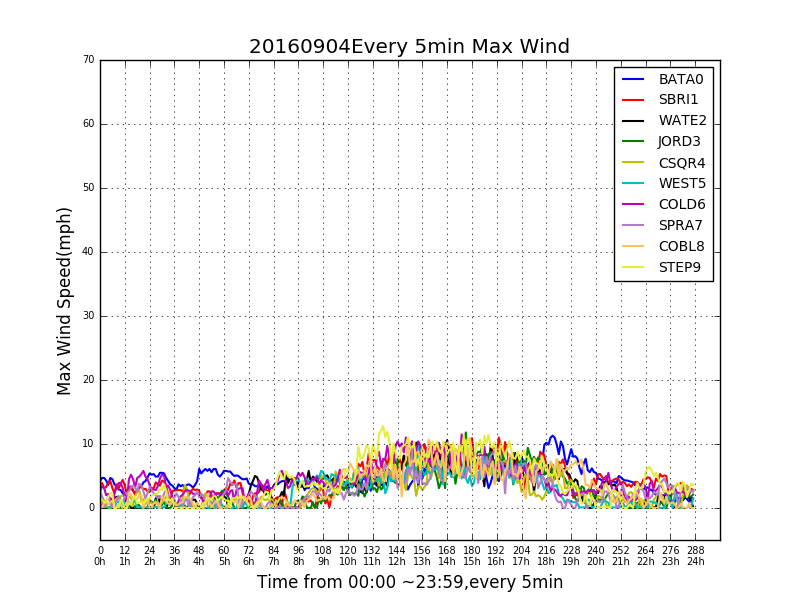 20160904Every 5min Max Wind
70
60
50
40
30
20
10
0
Max Wind Speed(mph)
BATA0
SBRI1
WATE2
JORD3
CSQR4
WEST5
COLD6
SPRA7
COBL8
STEP9
0 12 24 36 48 60 72 84 96 108 120 132 144 156 168 180 192 204 216 228 240 252 264 276 288
0h 1h 2h 3h 4h 5h 6h 7h 8h 9h 10h 11h 12h 13h 14h 15h 16h 17h 18h 19h 20h 21h 22h 23h 24h
Time from 00:00 ~23:59,every 5min